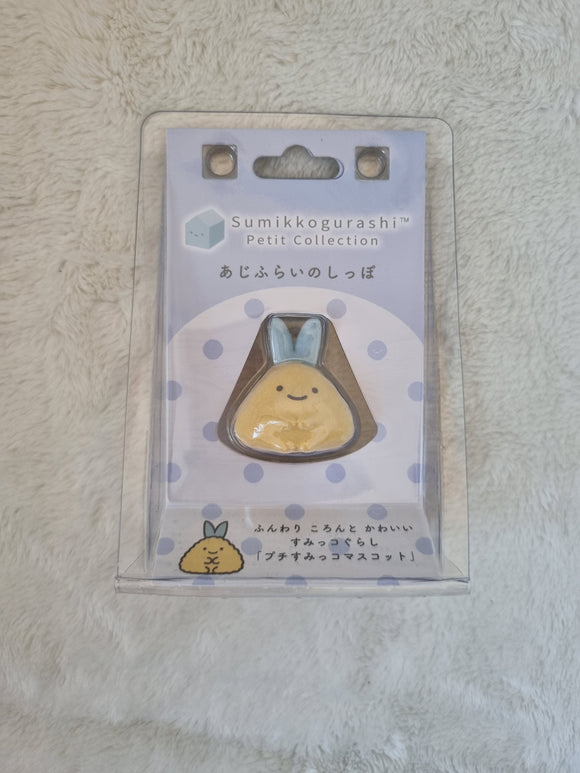 Sumikkogurashi™
Petit Collection
あじふらいのしっぽ
ふんわり ころんと かわいい
すみっコぐらし
「プチすみっコマスコット」